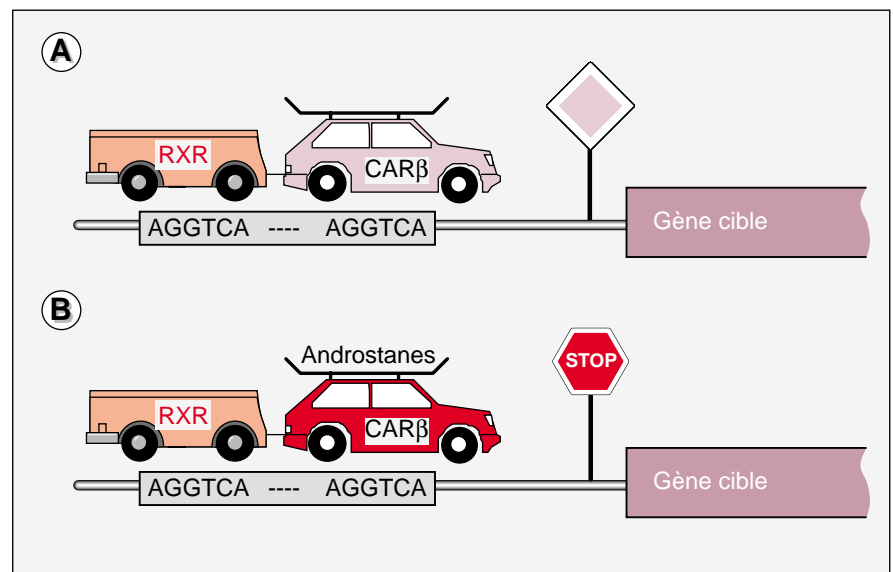 A
RXR
CARβ
AGGTCA ---- AGGTCA
Gène cible
B
Androstanes
STOP
RXR
CARβ
AGGTCA ---- AGGTCA
Gène cible